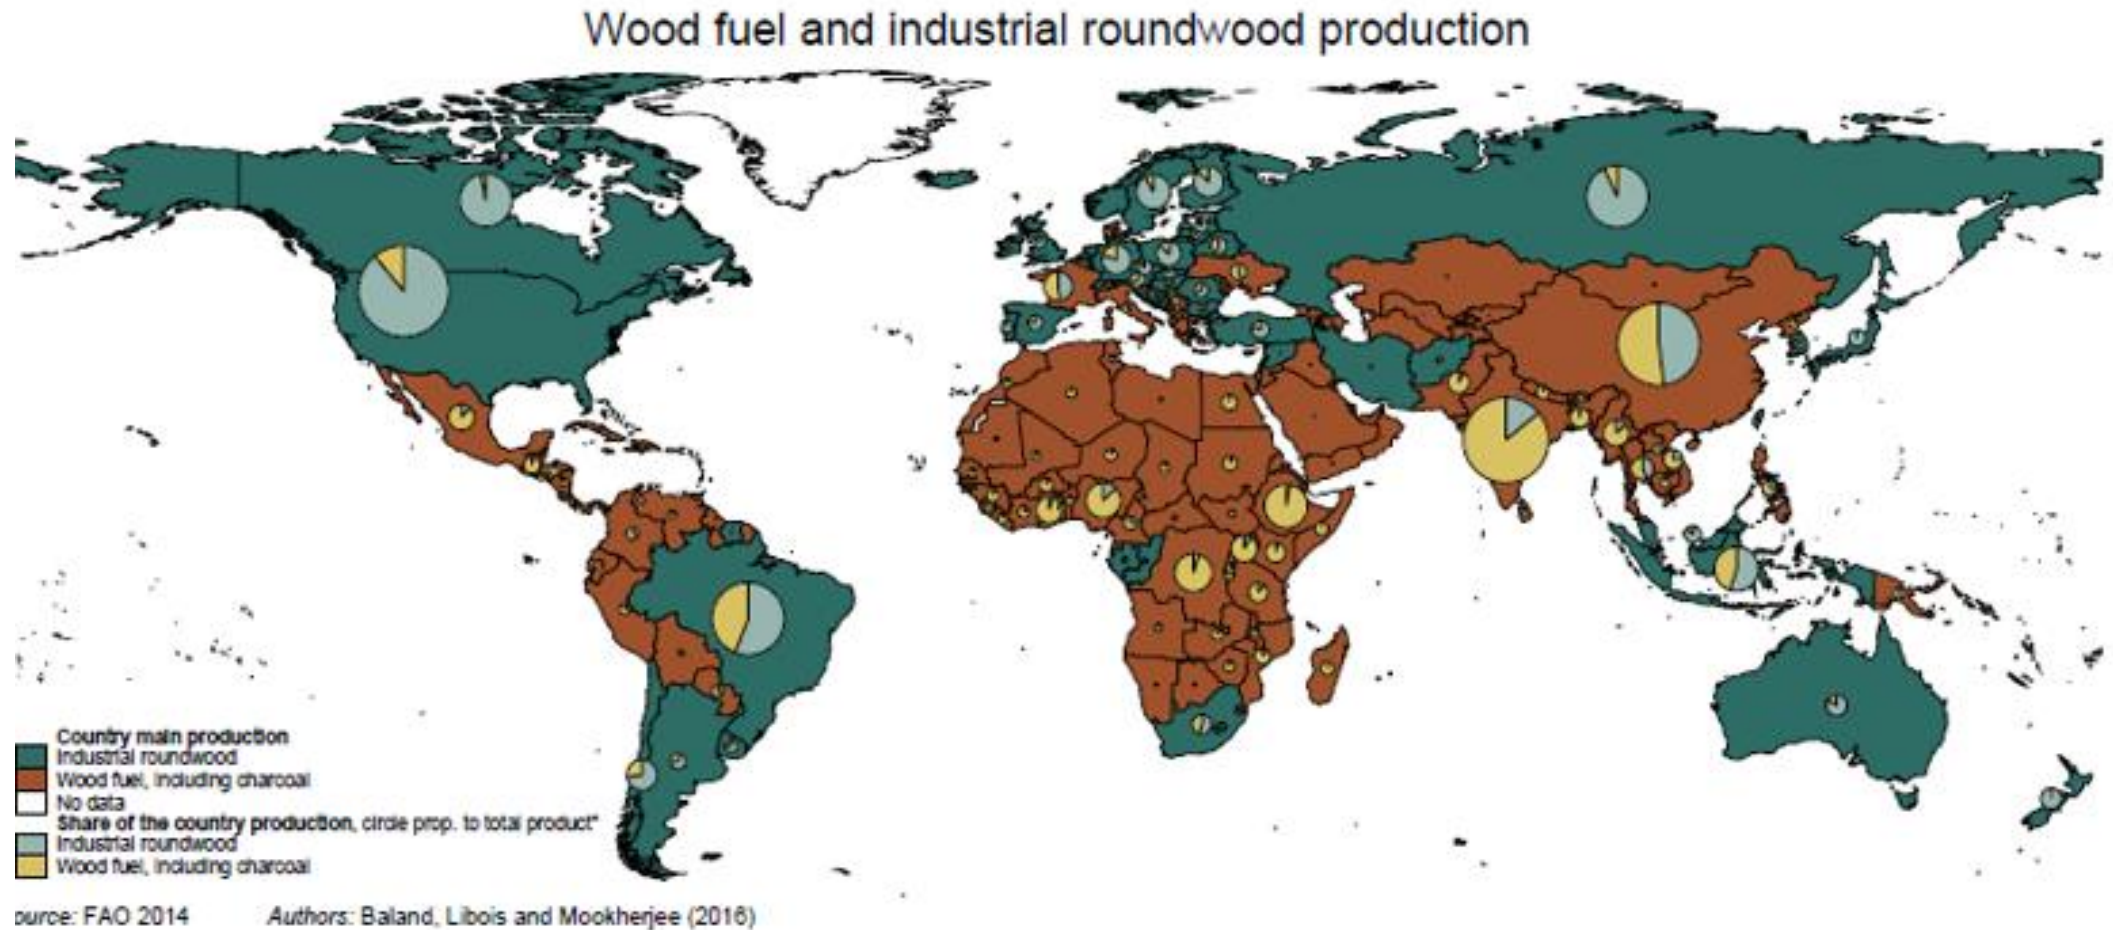 Wood fuel and industrial roundwood production
Country main production
Industrial roundwood
Wood fuel, including charcoal
No data
Share of the country production, circle prop. to total product°
Industrial roundwood
Wood fuel, including charcoal
ource: FAO 2014 Authors: Baland, Libois and Mookherjee (2016)